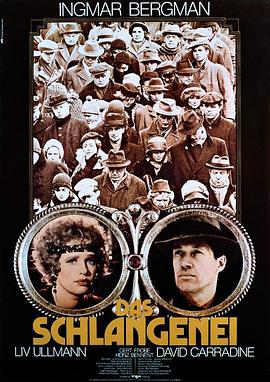 INGMAR BERGMAN
DAS
SCHLANGENEI
LIV ULLMANN
GERT FRÖBE
HEINZ BENNENT
DAVID CARRADINE